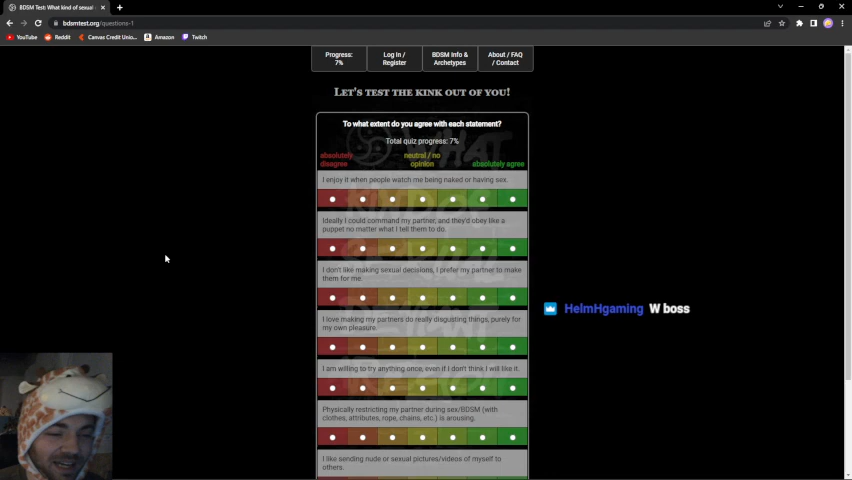 BDSM Test: What kind of sexual
bdsmtest.org/questions-1
YouTube Reddit Canvas Credit Unio... Amazon Twitch
Progress:
7%
Log In /
Register
BDSM Info &
Archetypes
About / FAQ
/ Contact
Let's test the kink out of you!
To what extent do you agree with each statement?
Total quiz progress: 7%
absolutely
disagree
neutral / no
opinion
absolutely agree
I enjoy it when people watch me being naked or having sex.
Ideally I could command my partner, and they'd obey like a
puppet no matter what I tell them to do.
I don't like making sexual decisions, I prefer my partner to make
them for me.
HelmHgaming W boss
I love making my partners do really disgusting things, purely for
my own pleasure.
I am willing to try anything once, even if I don't think I will like it.
Physically restricting my partner during sex/BDSM (with
clothes, attributes, rope, chains, etc.) is arousing.
I like sending nude or sexual pictures/videos of myself to
others.